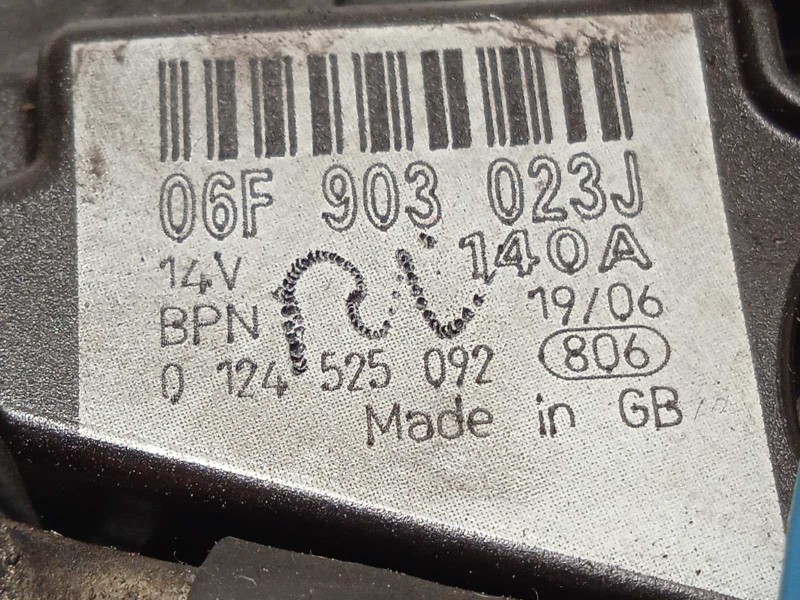 06F 903 023J
14V 140A
BPN 19/06
0 124 525 092 806
Made in GB